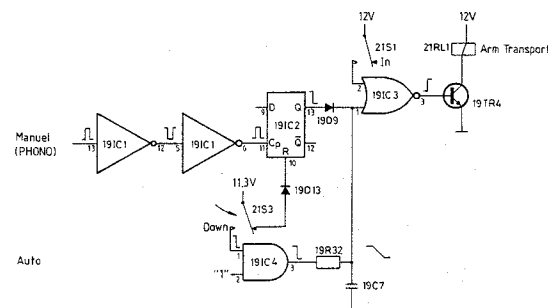 12V
12V
21S1
In
21RL1
Arm Transport
2
19IC3
3
1
19TR4
9
D
Q
13
19D9
19IC2
Manuel
(PHONO)
13
19IC1
12
5
19IC1
6
11
Cp
R
Q
12
10
11,3V
19D13
21S3
Down
Auto
1
19IC4
3
19R32
"1"
2
19C7